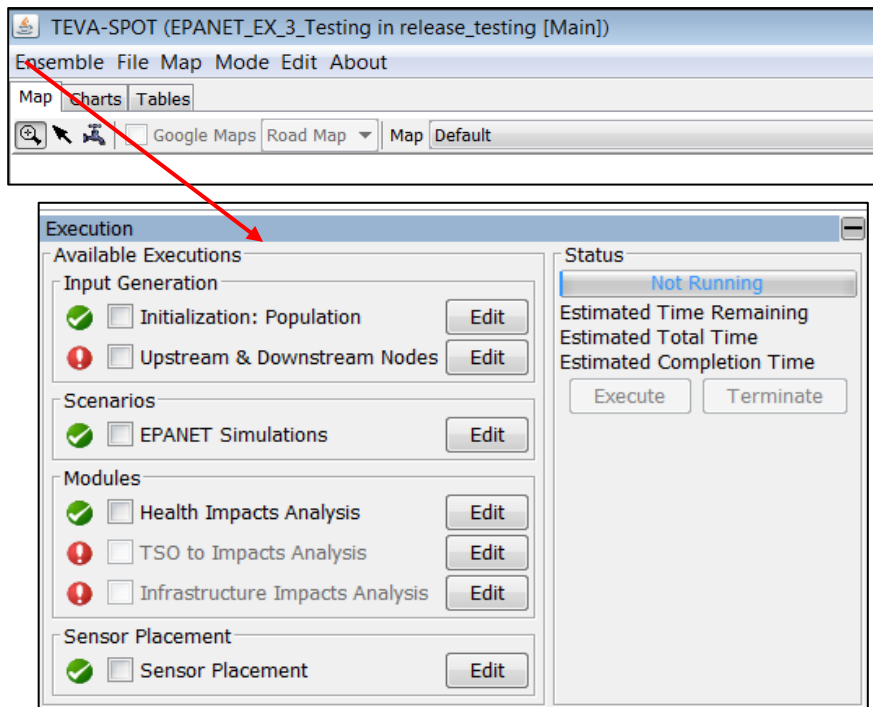 TEVA-SPOT (EPANET_EX_3_Testing in release_testing [Main])
Ensemble File Map Mode Edit About
Map Charts Tables
Google Maps Road Map Map Default
Execution
Available Executions
Input Generation
Initialization: Population Edit
Upstream & Downstream Nodes Edit
Scenarios
EPANET Simulations Edit
Modules
Health Impacts Analysis Edit
TSO to Impacts Analysis Edit
Infrastructure Impacts Analysis Edit
Sensor Placement
Sensor Placement Edit
Status
Not Running
Estimated Time Remaining
Estimated Total Time
Estimated Completion Time
Execute Terminate